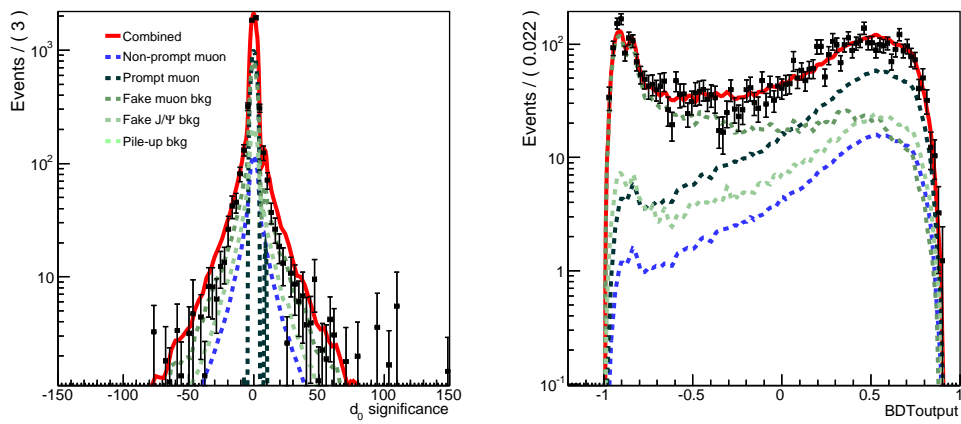 Events / ( 3 )
10³
10²
10
Combined
Non-prompt muon
Prompt muon
Fake muon bkg
Fake J/Ψ bkg
Pile-up bkg
-150 -100 -50 0 50 100 150
d₀ significance
Events / ( 0.022 )
10²
10
1
10⁻¹
-1 -0.5 0 0.5 1
BDToutput